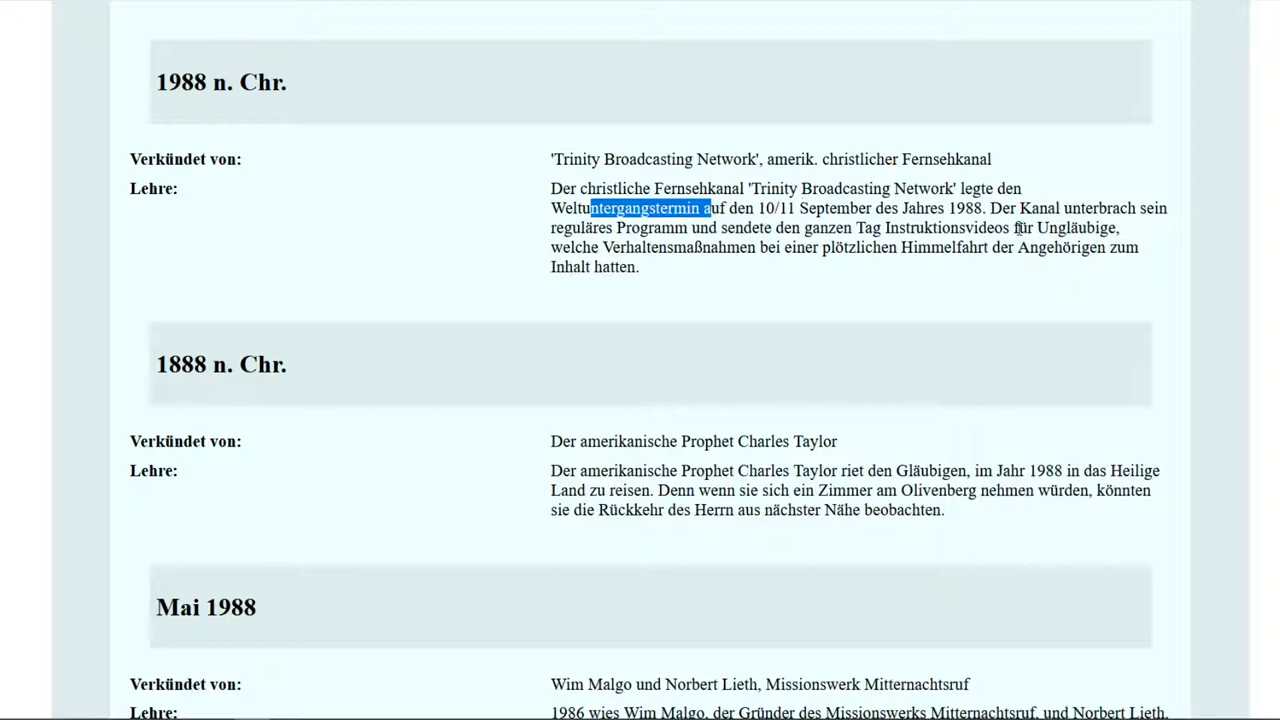 1988 n. Chr.
Verkündet von:
'Trinity Broadcasting Network', amerik. christlicher Fernsehkanal
Lehre:
Der christliche Fernsehkanal 'Trinity Broadcasting Network' legte den
Weltuntergangstermin auf den 10/11 September des Jahres 1988. Der Kanal unterbrach sein
reguläres Programm und sendete den ganzen Tag Instruktionsvideos für Ungläubige,
welche Verhaltensmaßnahmen bei einer plötzlichen Himmelfahrt der Angehörigen zum
Inhalt hatten.
1888 n. Chr.
Verkündet von:
Der amerikanische Prophet Charles Taylor
Lehre:
Der amerikanische Prophet Charles Taylor riet den Gläubigen, im Jahr 1988 in das Heilige
Land zu reisen. Denn wenn sie sich ein Zimmer am Olivenberg nehmen würden, könnten
sie die Rückkehr des Herrn aus nächster Nähe beobachten.
Mai 1988
Verkündet von:
Wim Malgo und Norbert Lieth, Missionswerk Mitternachtsruf
Lehre:
1986 wies Wim Malgo, der Gründer des Missionswerks Mitternachtsruf, und Norbert Lieth,